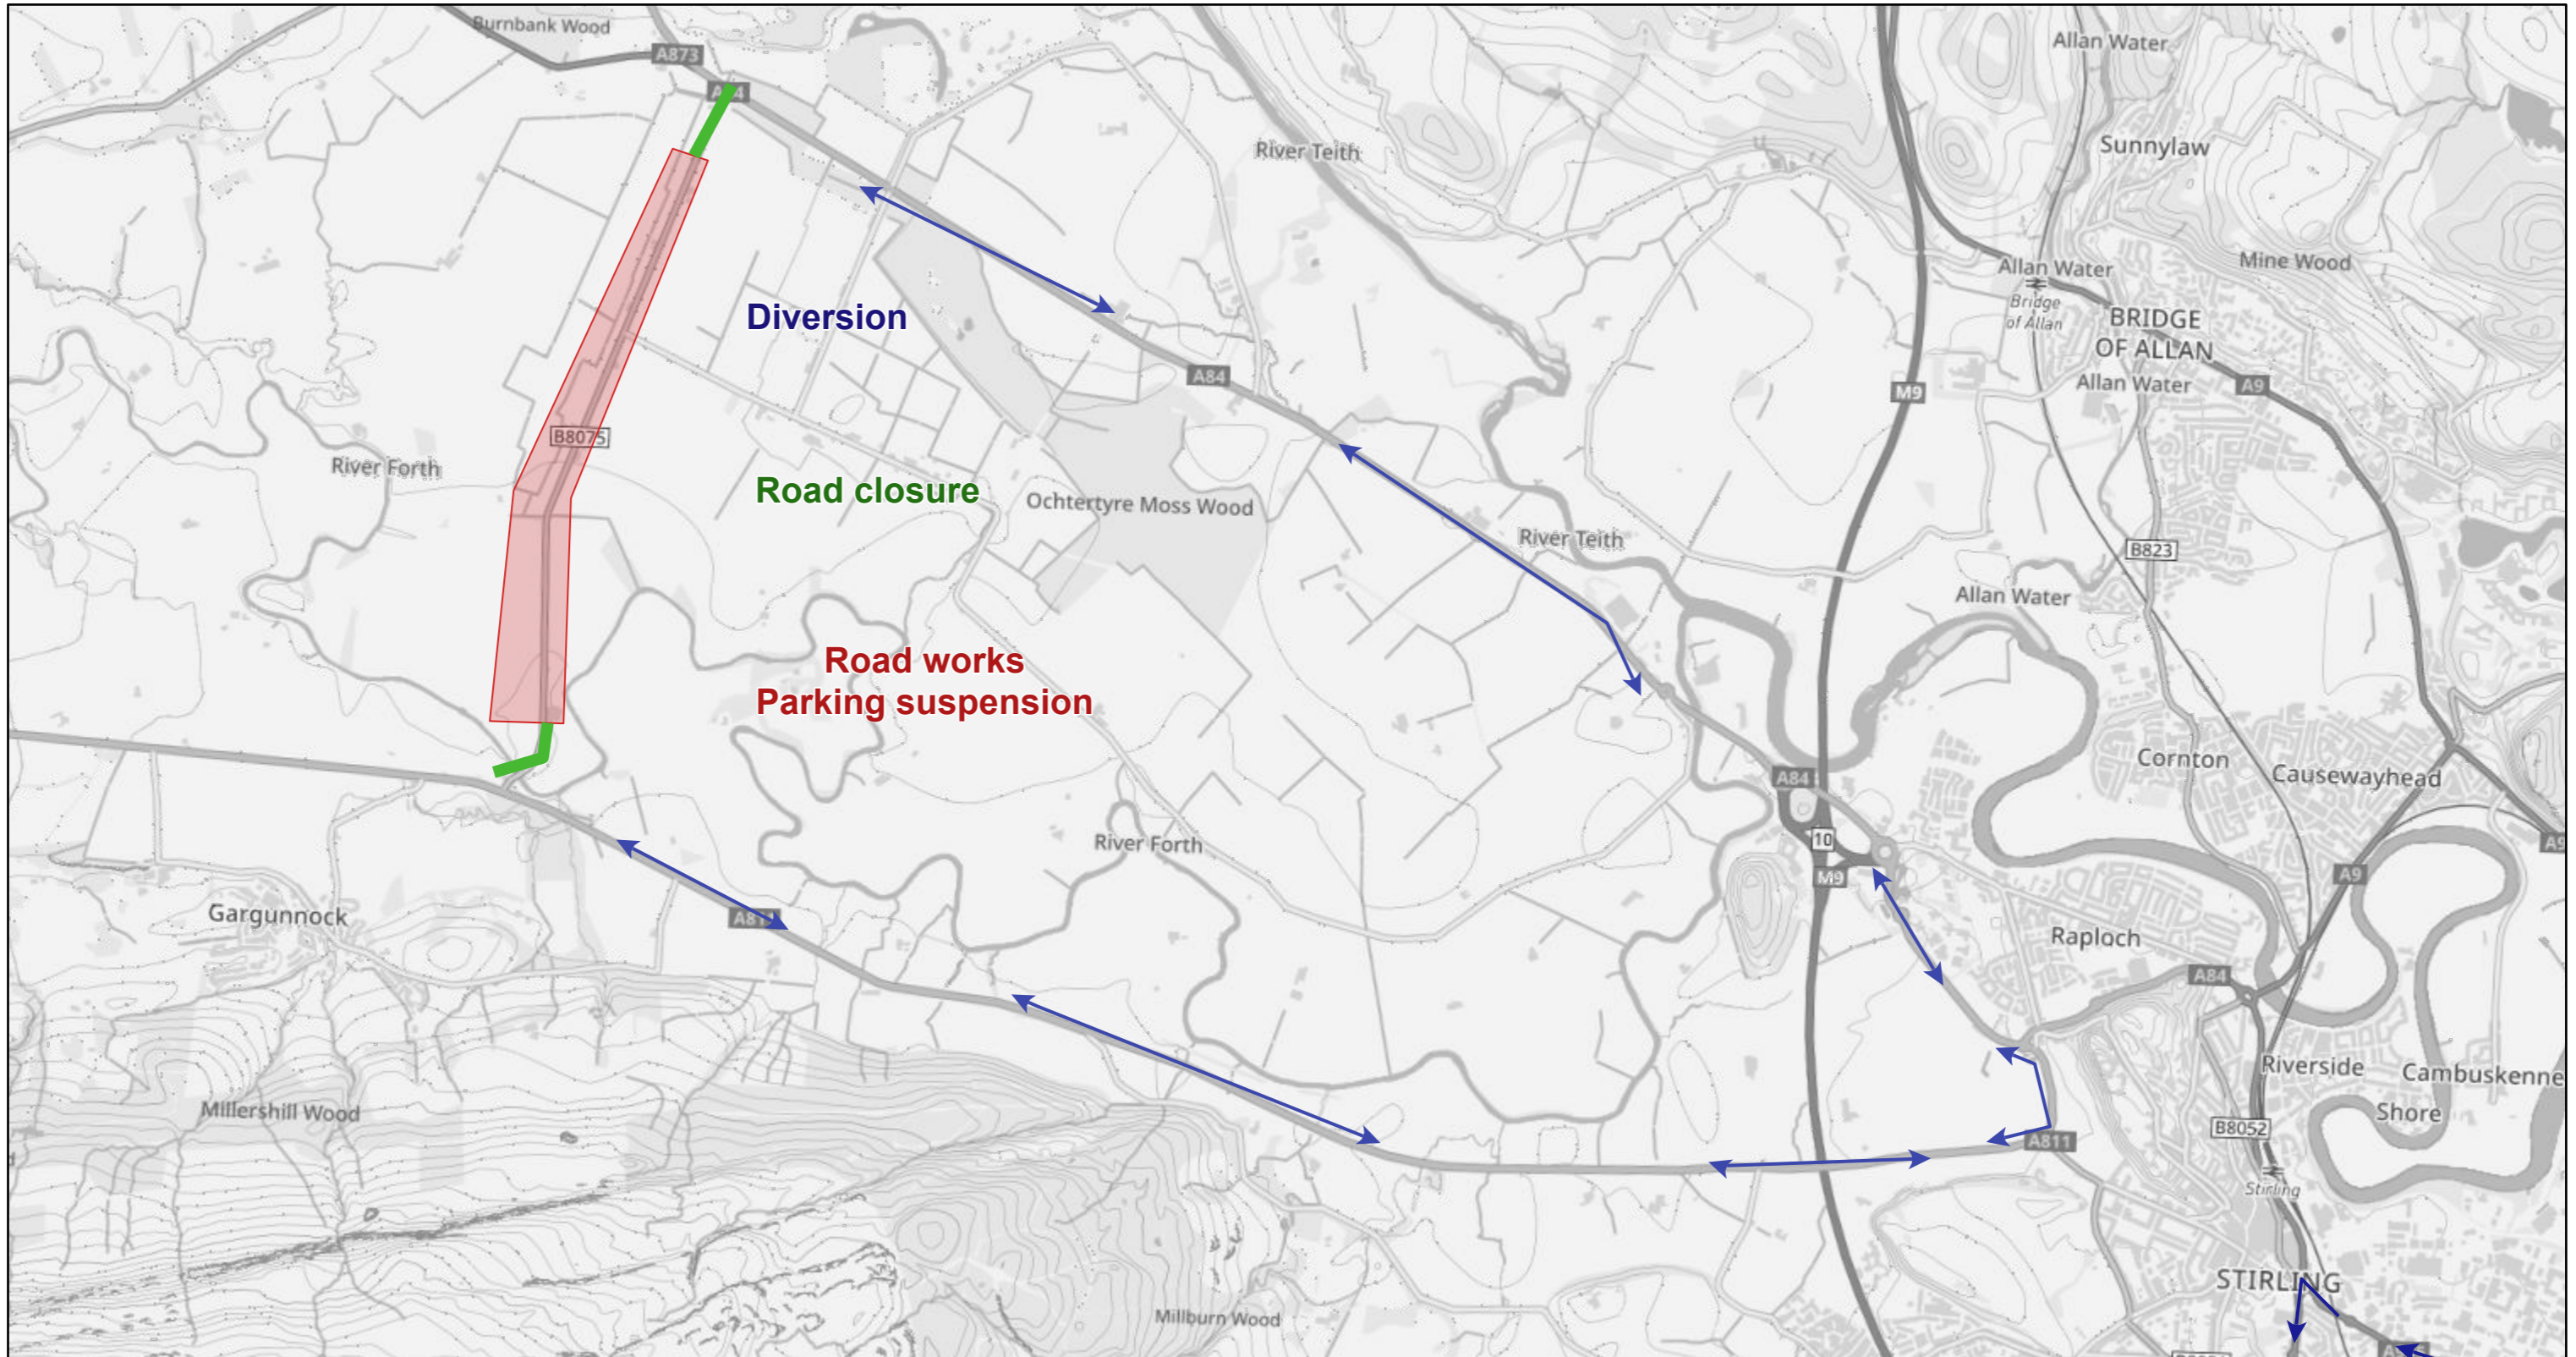 Burnbank Wood
A873
Allan Water
River Teith
Sunnylaw
Allan Water
Mine Wood
Bridge
of Allan
BRIDGE
OF ALLAN
Diversion
A84
M9
Allan Water
A9
B8075
River Forth
Road closure
Ochtertyre Moss Wood
River Teith
B823
Allan Water
Road works
Parking suspension
Cornton
Causewayhead
A84
10
M9
River Forth
A9
A9
Gargunnock
Raploch
A84
Riverside
Cambuskenne
Shore
Millershill Wood
B8052
A811
Stirling
STIRLING
Millburn Wood